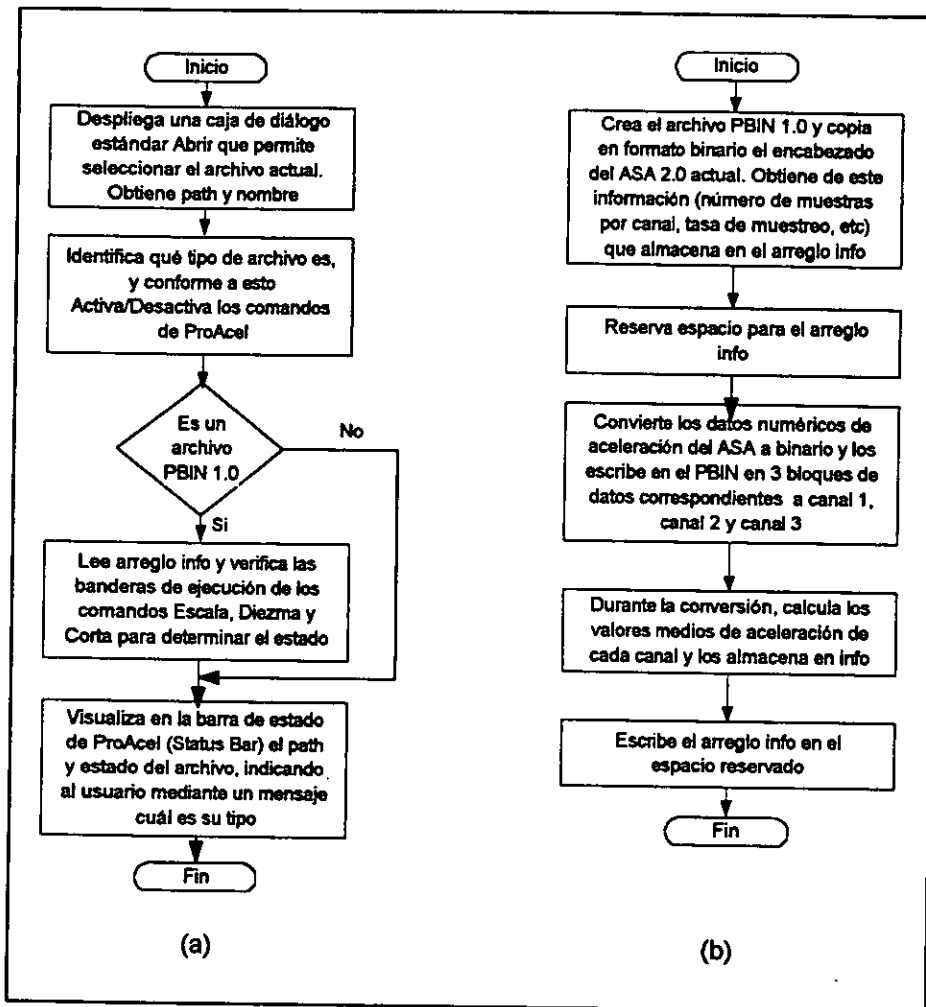 Inicio
Despliega una caja de diálogo
estándar Abrir que permite
seleccionar el archivo actual.
Obtiene path y nombre
Identifica qué tipo de archivo es,
y conforme a esto
Activa/Desactiva los comandos
de ProAcel
Es un
archivo
PBIN 1.0
No
Si
Lee arreglo info y verifica las
banderas de ejecución de los
comandos Escala, Diezma y
Corta para determinar el estado
Visualiza en la barra de estado
de ProAcel (Status Bar) el path
y estado del archivo, indicando
al usuario mediante un mensaje
cuál es su tipo
Fin
(a)
Inicio
Crea el archivo PBIN 1.0 y copia
en formato binario el encabezado
del ASA 2.0 actual. Obtiene de este
información (número de muestras
por canal, tasa de muestreo, etc)
que almacena en el arreglo info
Reserva espacio para el arreglo
info
Convierte los datos numéricos de
aceleración del ASA a binario y los
escribe en el PBIN en 3 bloques de
datos correspondientes a canal 1,
canal 2 y canal 3
Durante la conversión, calcula los
valores medios de aceleración de
cada canal y los almacena en info
Escribe el arreglo info en el
espacio reservado
Fin
(b)